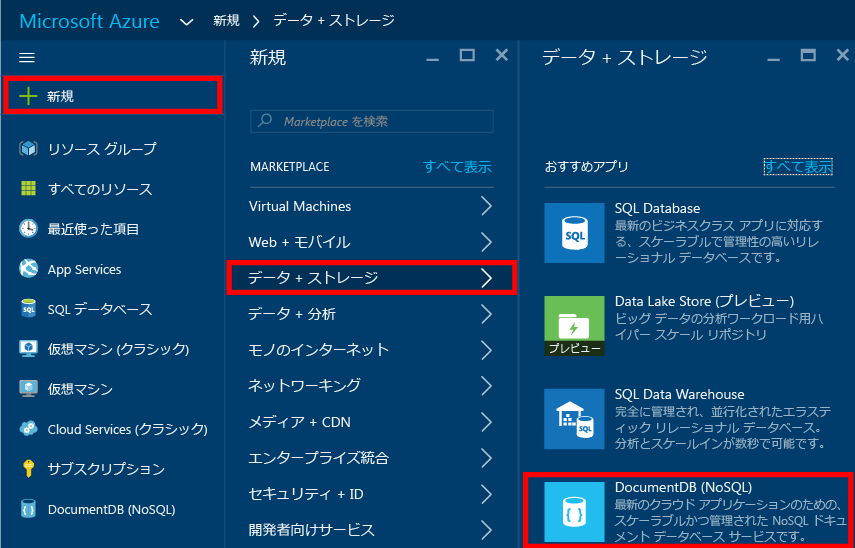 Microsoft Azure 新規 データ + ストレージ
新規
リソース グループ
すべてのリソース
最近使った項目
App Services
SQL データベース
仮想マシン (クラシック)
仮想マシン
Cloud Services (クラシック)
サブスクリプション
DocumentDB (NoSQL)
新規
Marketplace を検索
MARKETPLACE すべて表示
Virtual Machines
Web + モバイル
データ + ストレージ
データ + 分析
モノのインターネット
ネットワーキング
メディア + CDN
エンタープライズ統合
セキュリティ + ID
開発者向けサービス
データ + ストレージ
おすすめアプリ すべて表示
SQL
SQL Database
最新のビジネスクラス アプリに対応す
る、スケーラブルで管理性の高いリレ
ーショナル データベースです。
プレビュー
Data Lake Store (プレビュー)
ビッグ データの分析ワークロード用ハ
イパー スケール リポジトリ
SQL
SQL Data Warehouse
完全に管理され、並行化されたエラステ
ィック リレーショナル データベース。
分析とスケールインが数秒で可能です。
DocumentDB (NoSQL)
最新のクラウド アプリケーションのための、
スケーラブルかつ管理された NoSQL ドキュ
メント データベース サービスです。